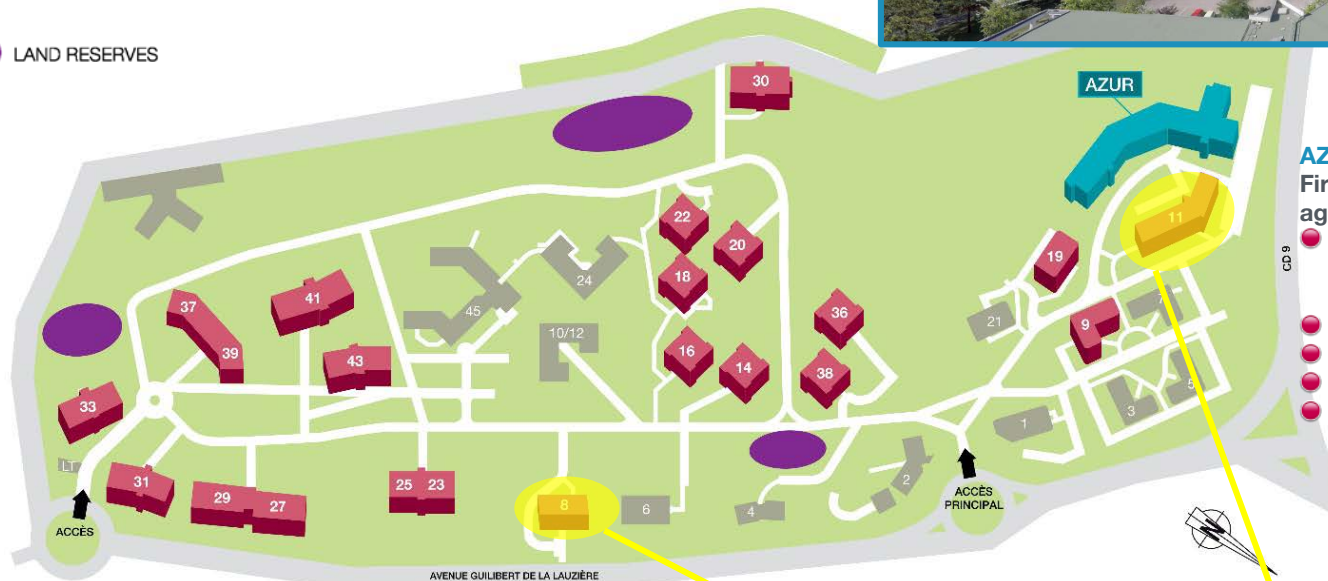 LAND RESERVES
30
AZUR
AZ
Fir
ag
11
22
20
18
19
24
CD 9
37
41
45
36
7
21
9
10/12
39
43
16
14
38
5
33
3
1
LT
31
29
27
25
23
8
6
4
2
ACCÈS
ACCÈS
PRINCIPAL
N
AVENUE GUILIBERT DE LA LAUZIÈRE